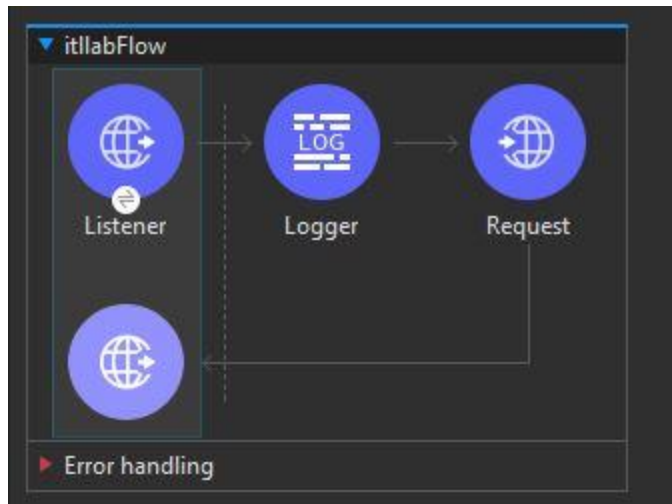 itllabFlow
LOG
Listener
Logger
Request
Error handling